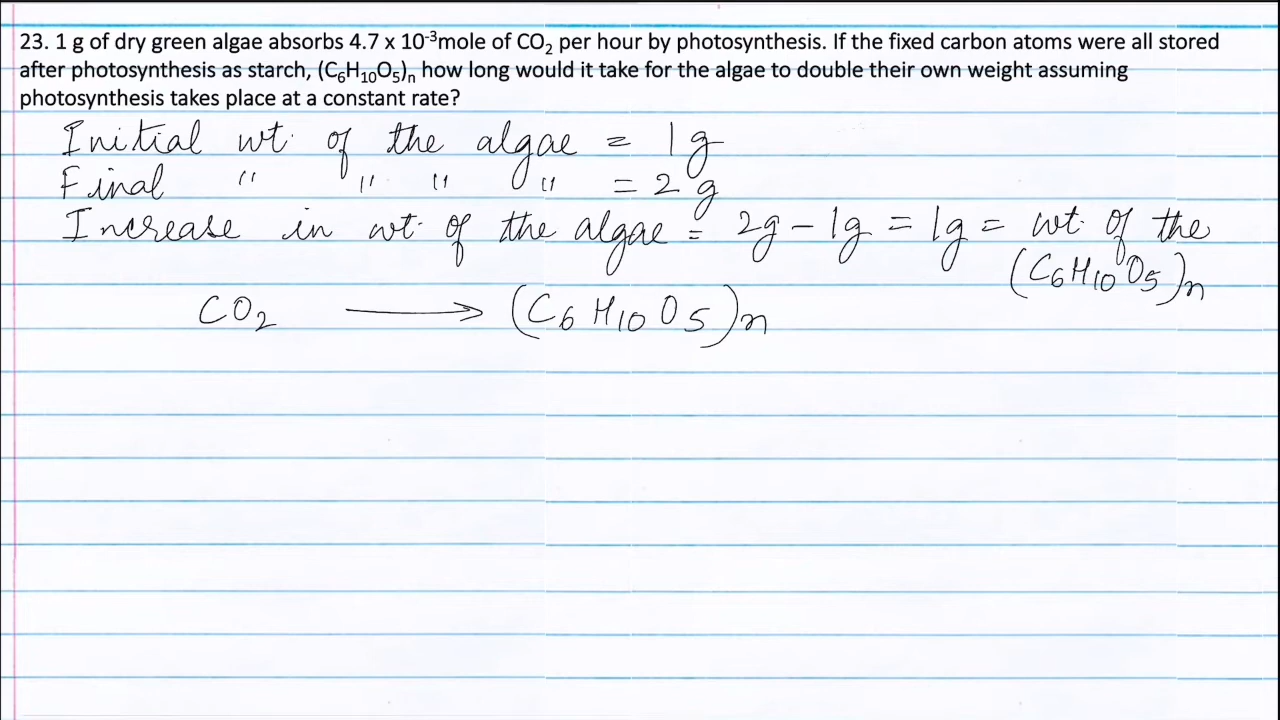 23. 1 g of dry green algae absorbs 4.7 x 10⁻³mole of CO₂ per hour by photosynthesis. If the fixed carbon atoms were all stored
after photosynthesis as starch, (C₆H₁₀O₅)ₙ how long would it take for the algae to double their own weight assuming
photosynthesis takes place at a constant rate?
Initial wt. of the algae = 1g
Final " " " " = 2 g
Increase in wt. of the algae = 2g - 1g = 1g = wt. of the
(C₆H₁₀O₅)ₙ
CO₂ ⟶ (C₆H₁₀O₅)ₙ